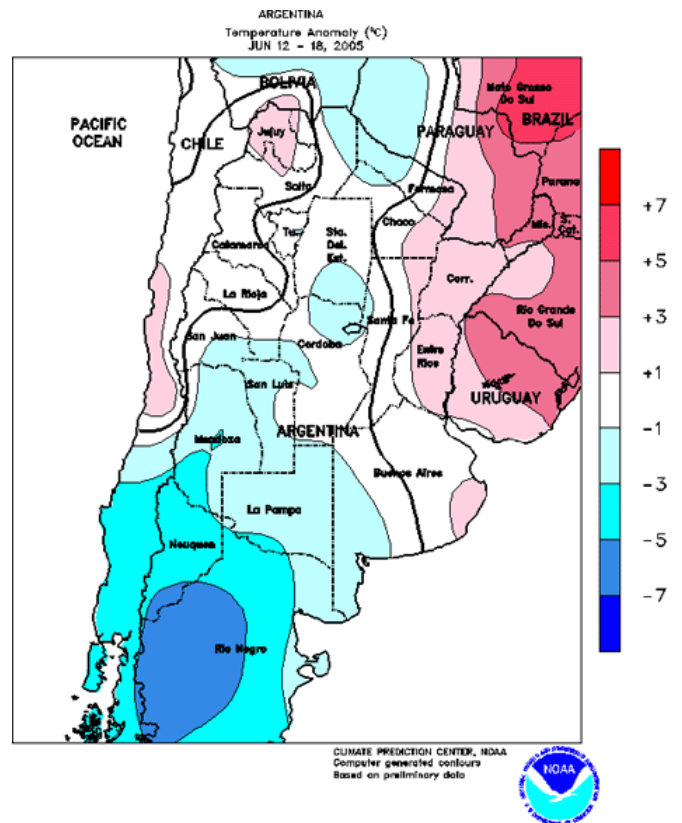 ARGENTINA
Temperature Anomaly (°C)
JUN 12 - 18, 2005
BOLIVIA
Mato Grosso
Do Sul
PACIFIC
OCEAN
CHILE
Jujuy
PARAGUAY
BRAZIL
Salta
Formosa
Parana
Tu.
Sta.
Del.
Est.
Chaco
Mis.
S.
Cat.
Catamarca
La Rioja
Corr.
San Juan
Cordoba
Santa Fe
Rio Grande
Do Sul
Entre
Rios
San Luis
URUGUAY
Mendoza
ARGENTINA
Buenos Aires
La Pampa
Neuquen
Rio Negro
+7
+5
+3
+1
-1
-3
-5
-7
CLIMATE PREDICTION CENTER, NOAA
Computer generated contours
Based on preliminary data
NOAA